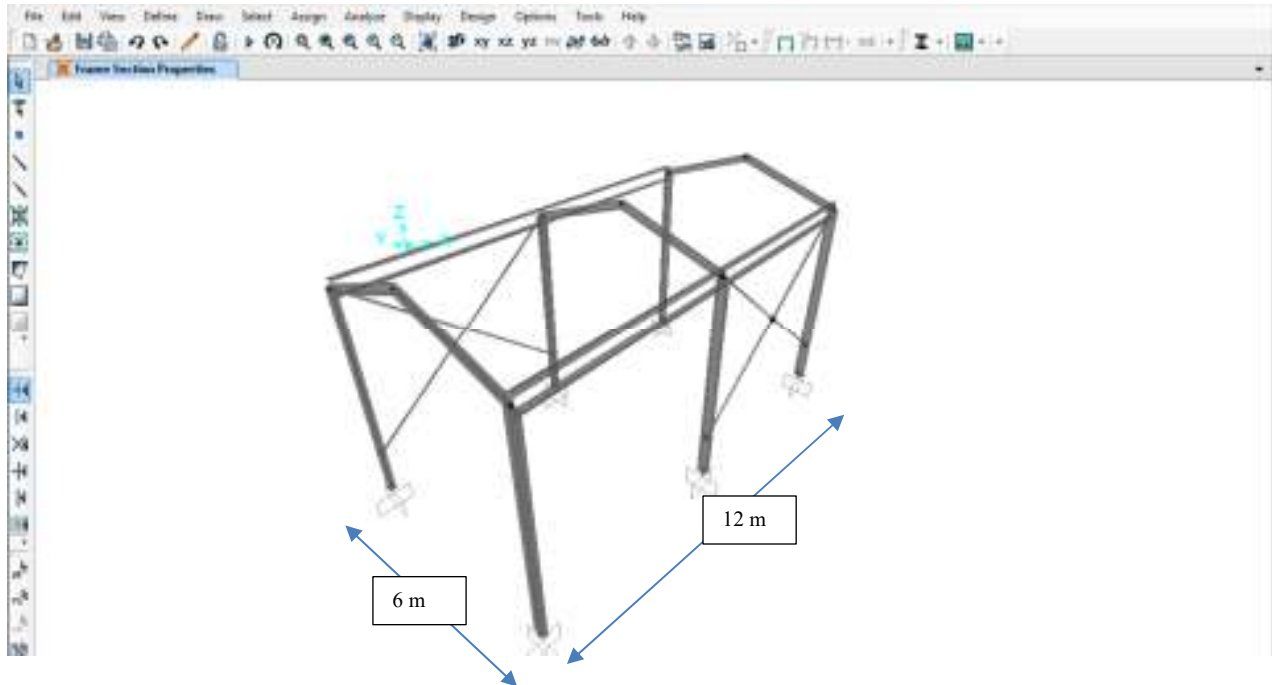 File Edit View Define Draw Select Assign Analyze Display Design Options Tools Help
xy xz yz
Frame Section Properties
Z
12 m
6 m